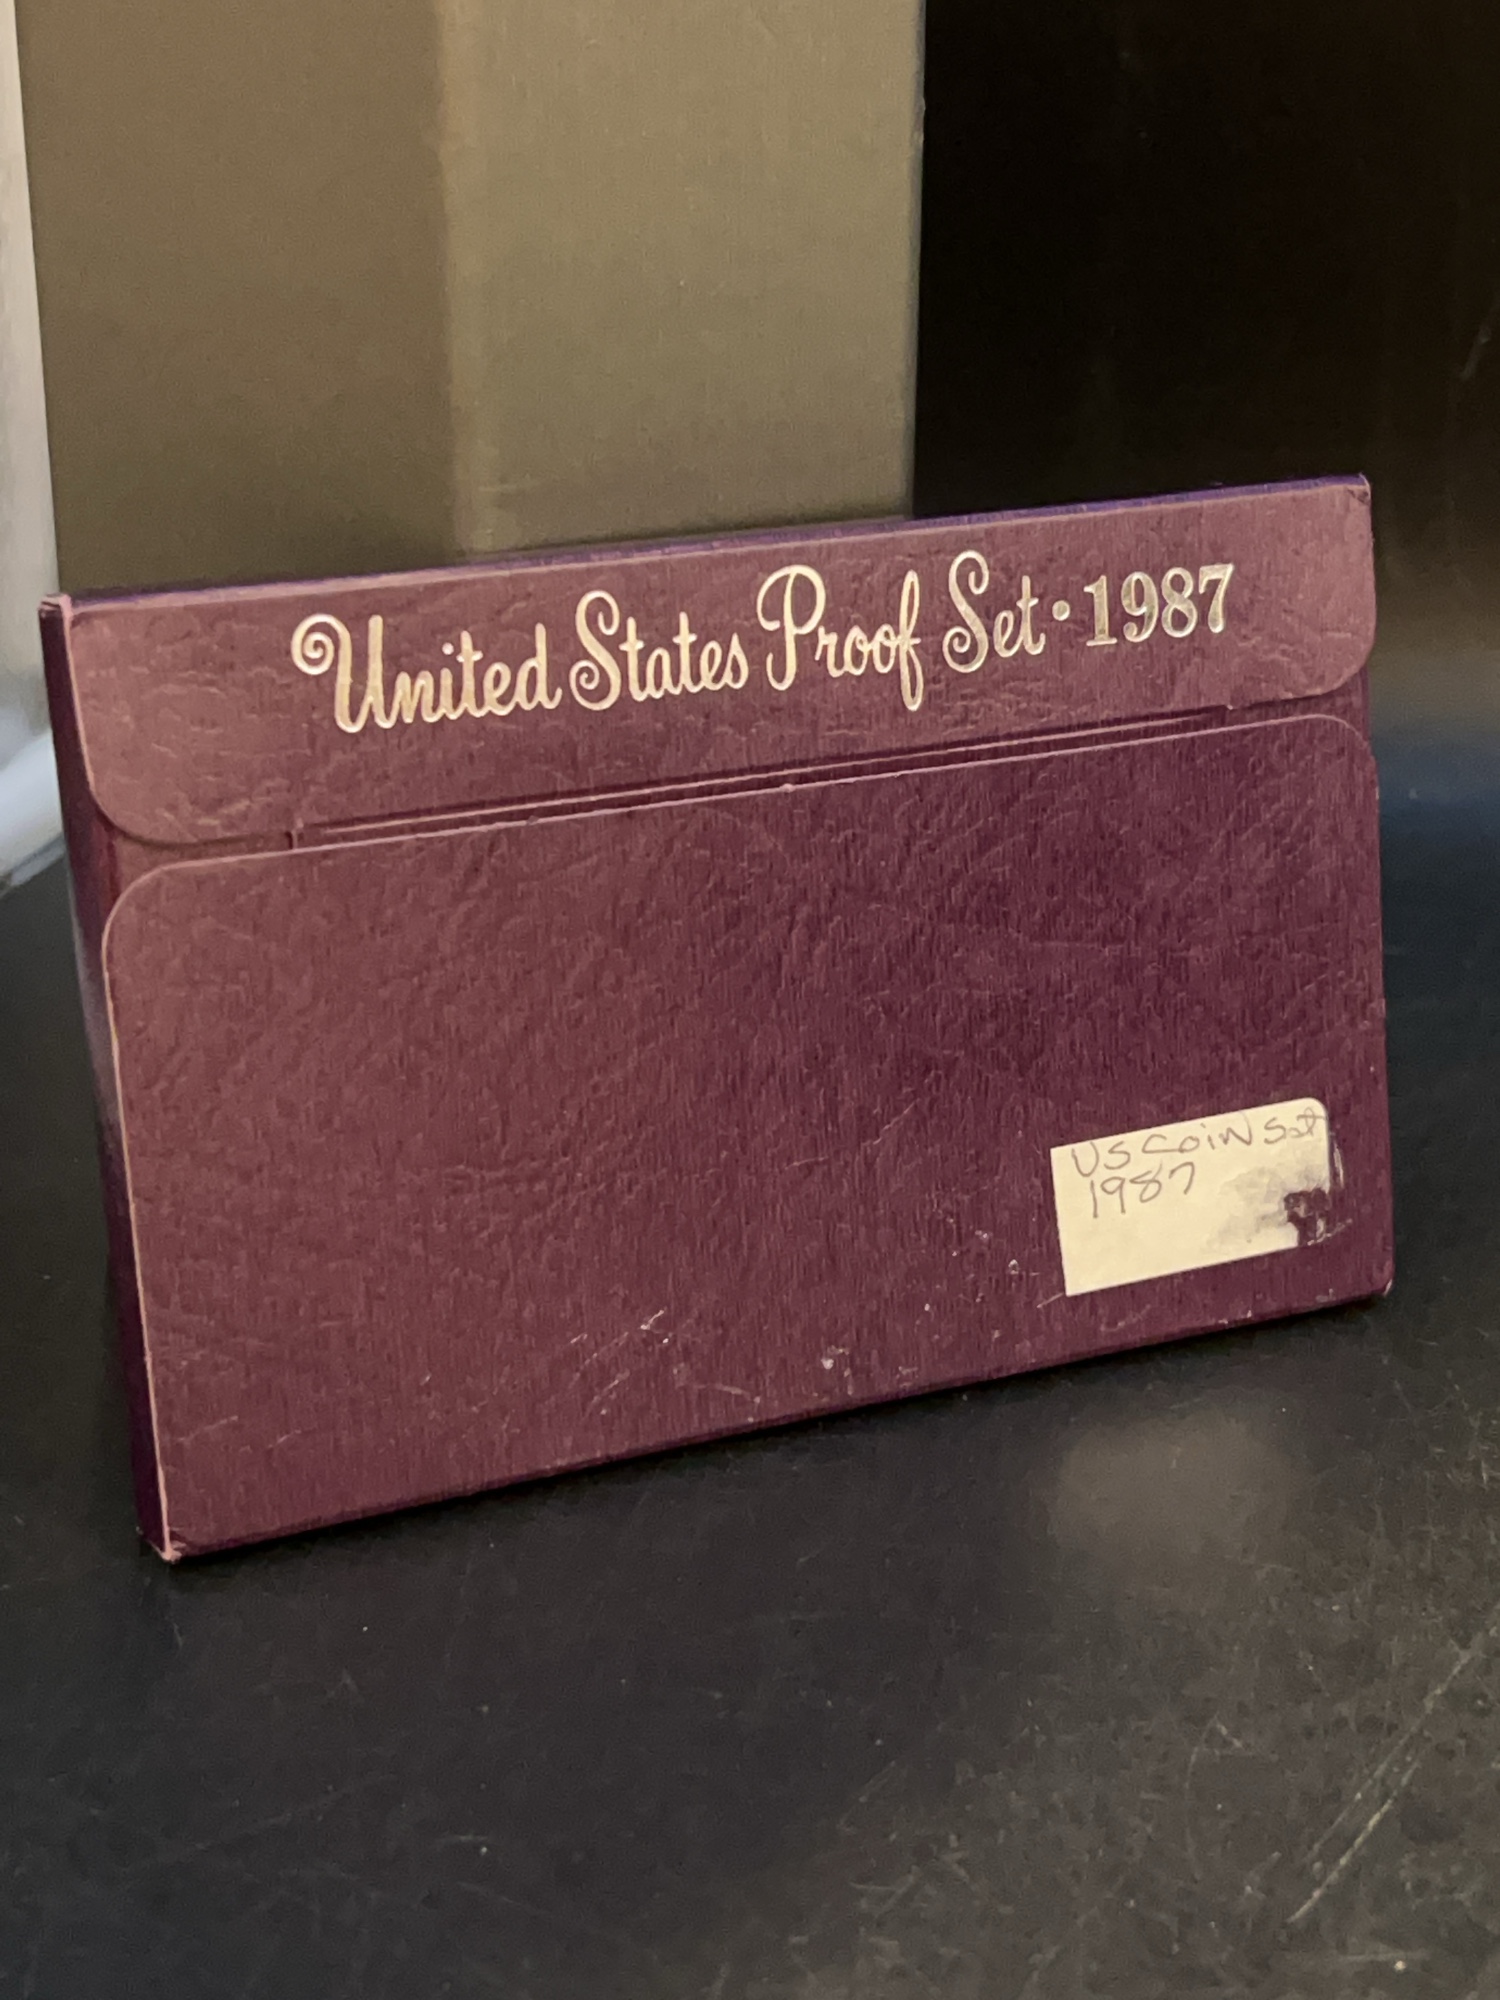 United States Proof Set · 1987
US COIN Set
1987